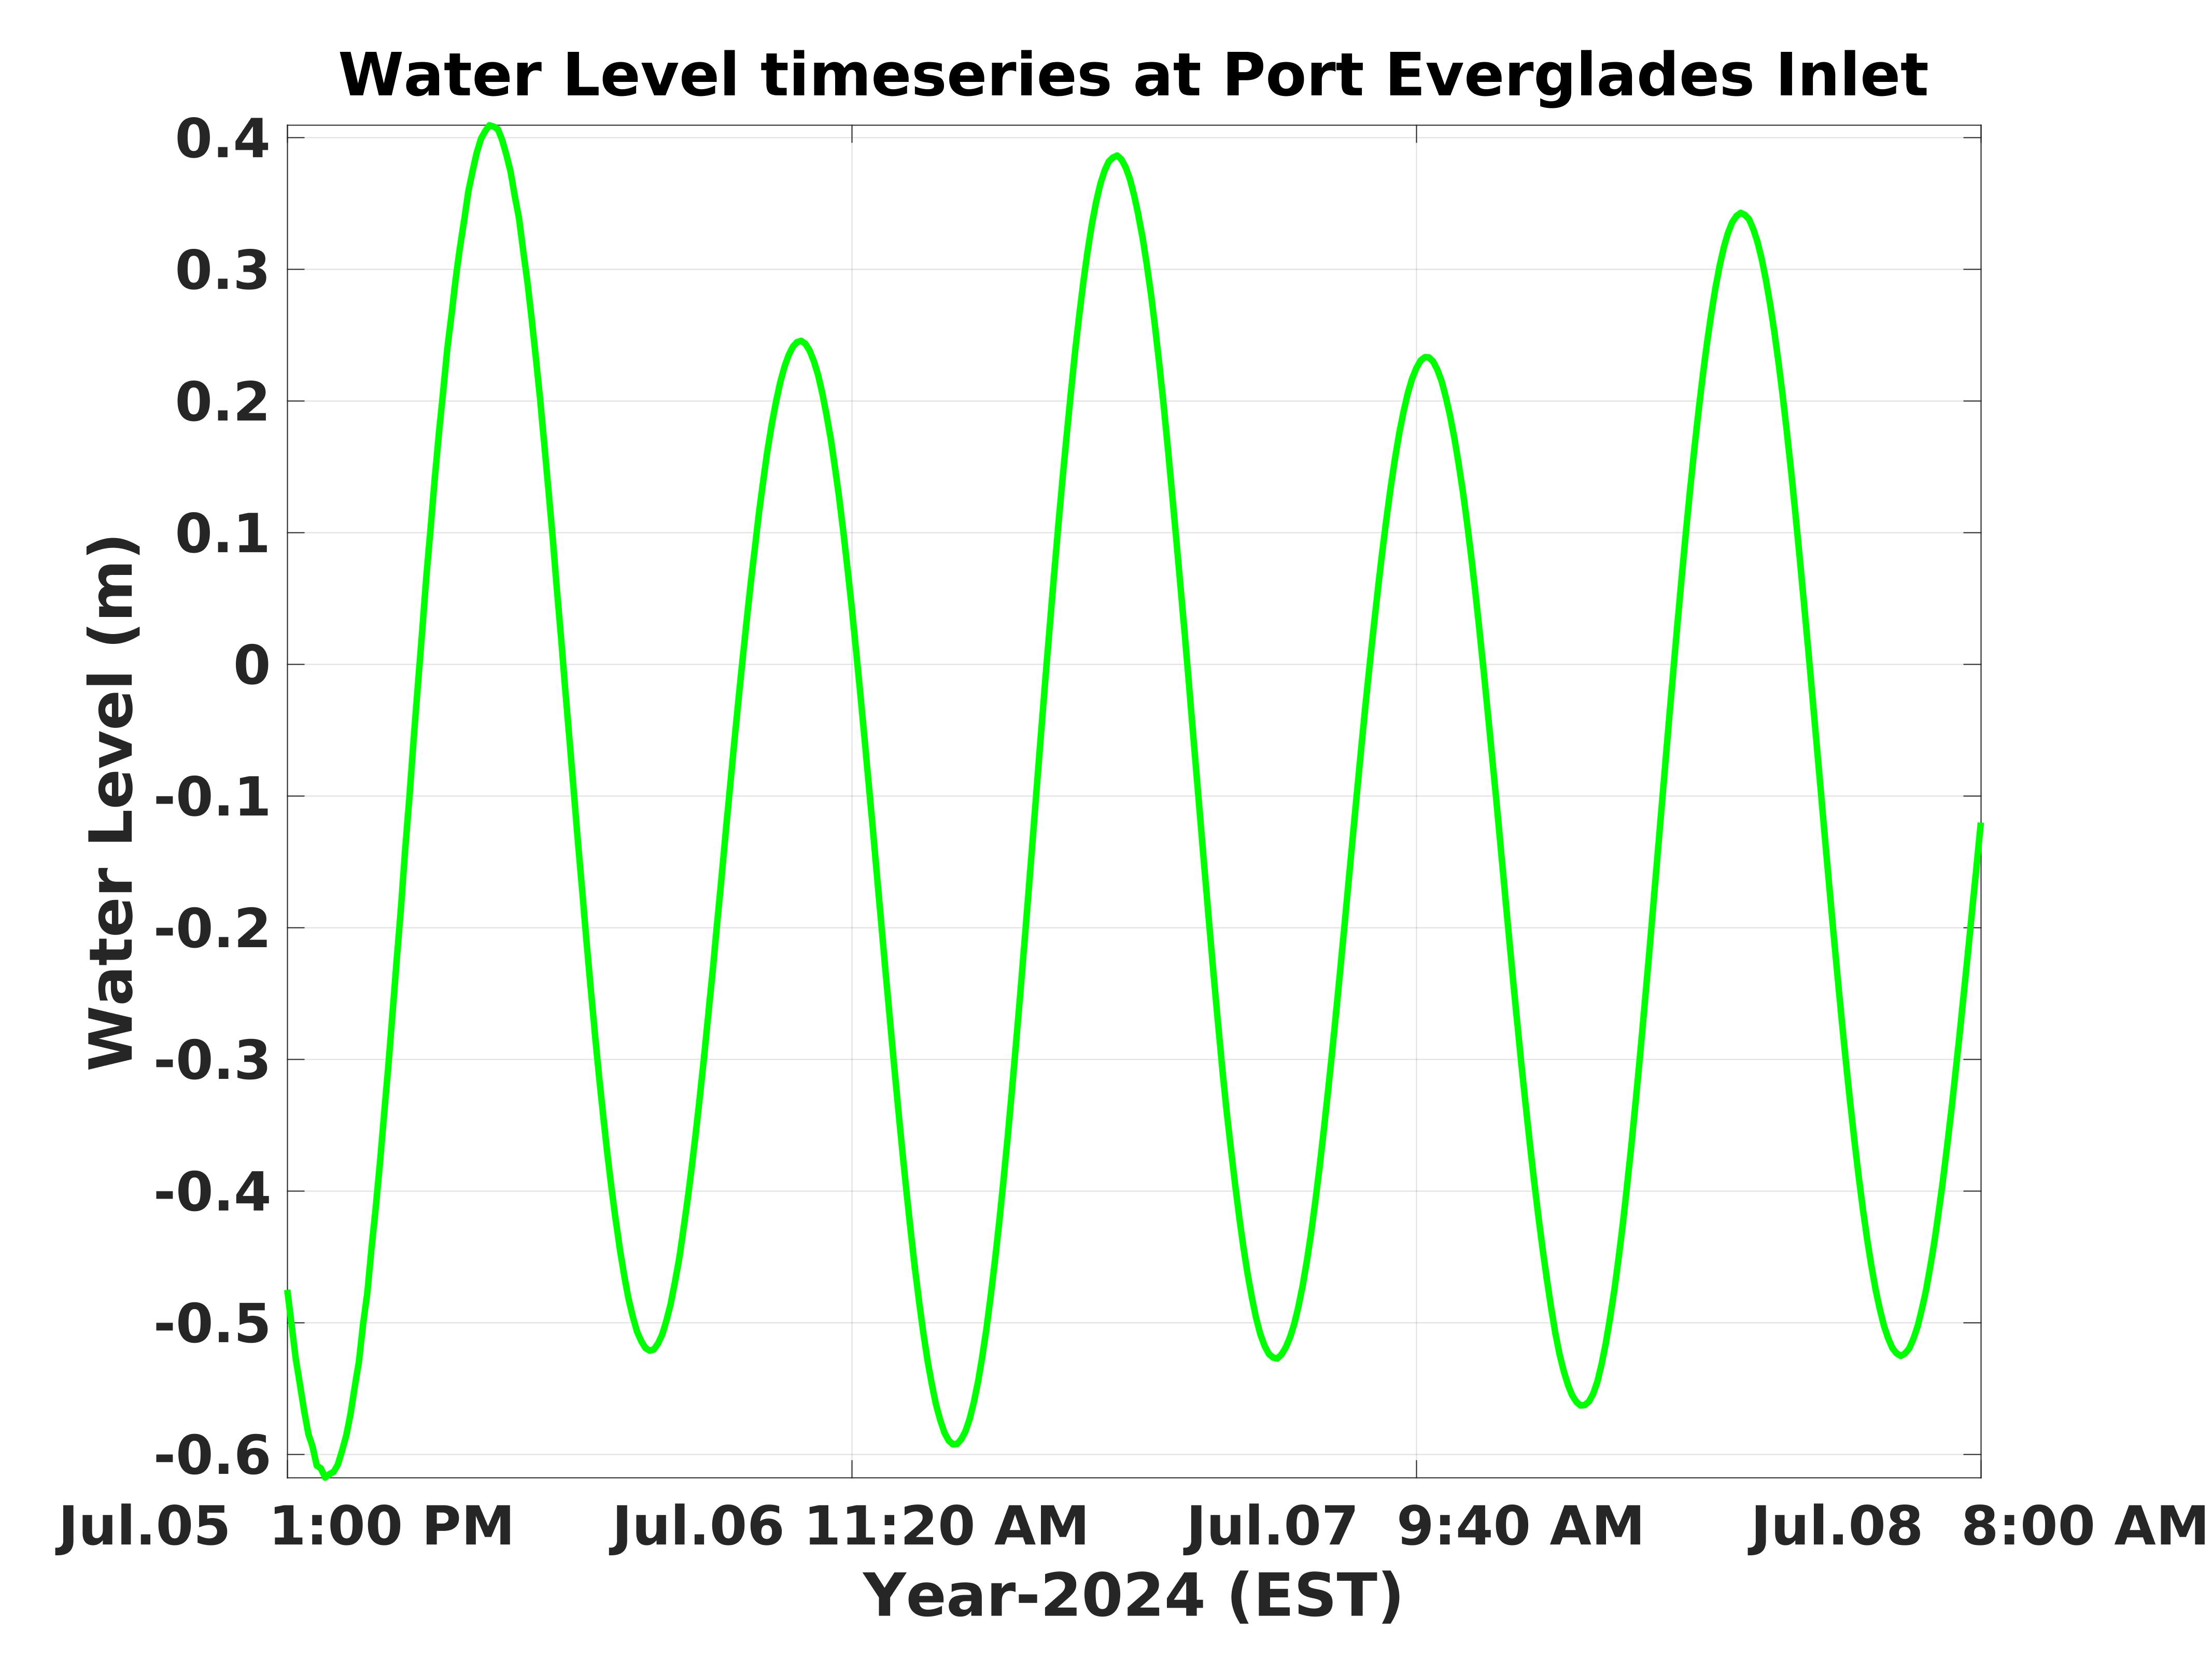 Water Level timeseries at Port Everglades Inlet
0.4
0.3
0.2
0.1
0
-0.1
-0.2
-0.3
-0.4
-0.5
-0.6
Water Level (m)
Jul.05 1:00 PM Jul.06 11:20 AM Jul.07 9:40 AM Jul.08 8:00 AM
Year-2024 (EST)